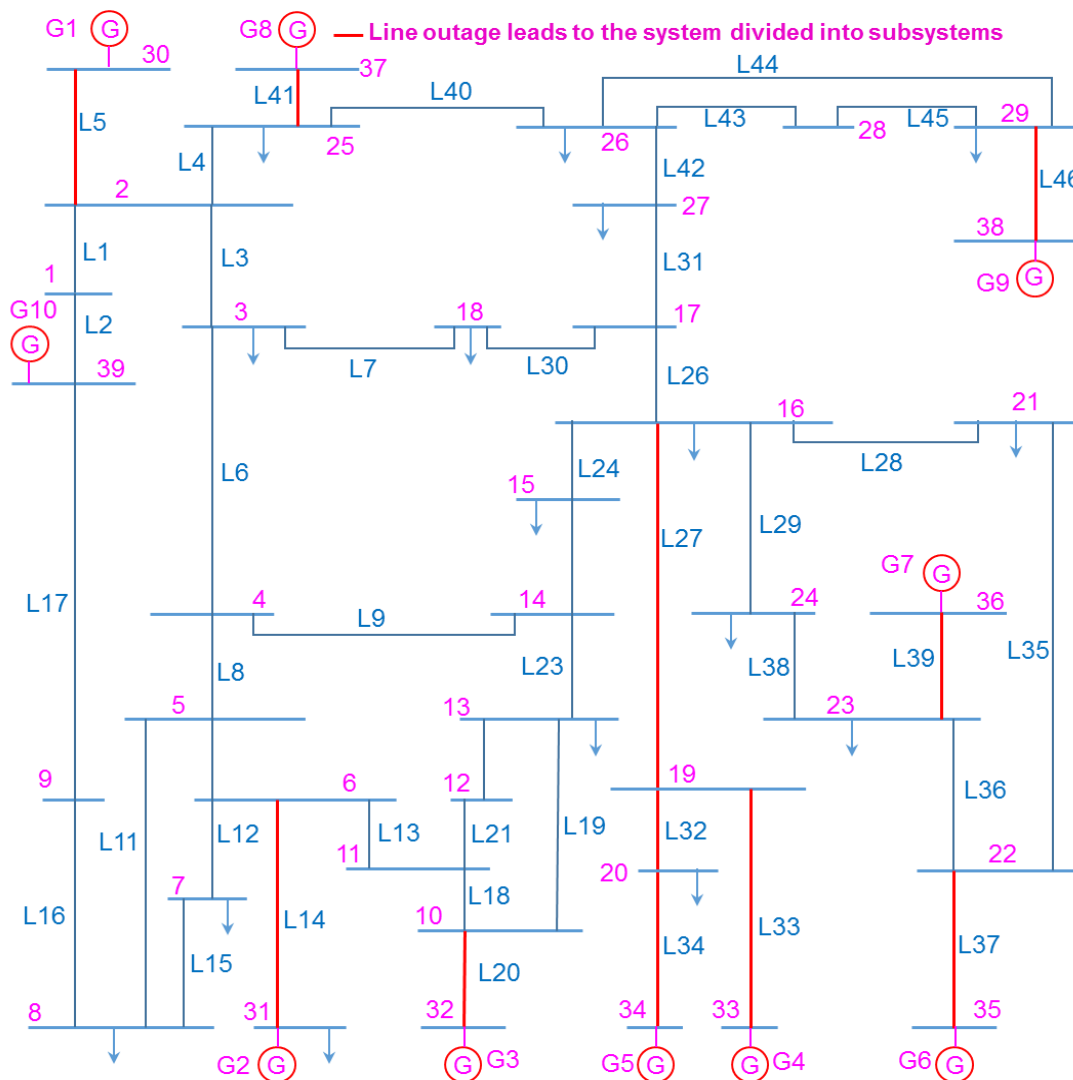 G1 G
30
G8 G
37
Line outage leads to the system divided into subsystems
L44
L5
L41
L40
L43
L45
29
28
26
25
L4
L42
L46
2
27
38
L1
L3
L31
G9 G
1
G10
G
L2
3
18
17
39
L7
L30
L26
16
21
L28
L6
L24
15
L27
L29
G7 G
L17
4
14
24
36
L9
L35
L8
L23
L38
L39
5
13
23
9
6
12
19
L36
L11
L12
L13
L21
L19
L32
11
20
22
7
L18
L16
L14
10
L33
L15
L20
L34
L37
8
31
32
34
33
35
G2 G
G G3
G5 G
G G4
G6 G